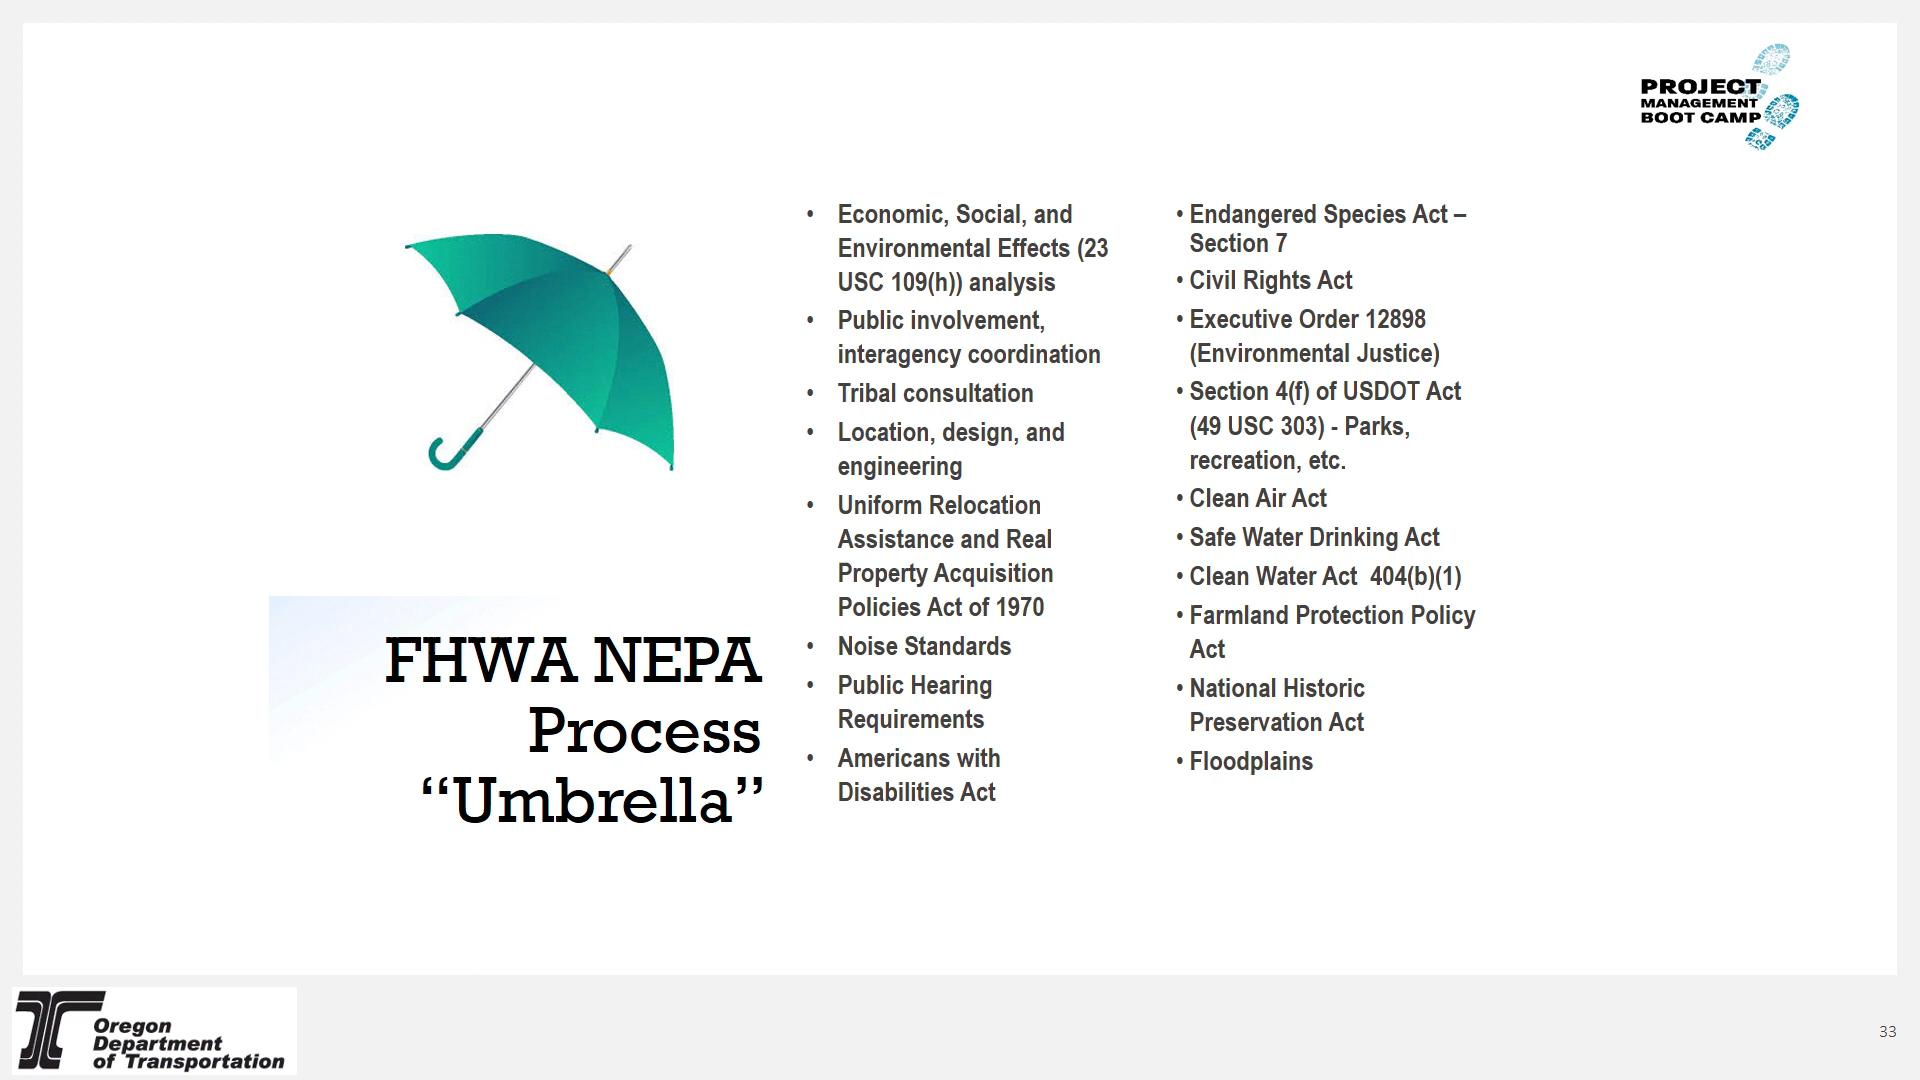 PROJECT
MANAGEMENT
BOOT CAMP
FHWA NEPA
Process
“Umbrella”
• Economic, Social, and
Environmental Effects (23
USC 109(h)) analysis
• Public involvement,
interagency coordination
• Tribal consultation
• Location, design, and
engineering
• Uniform Relocation
Assistance and Real
Property Acquisition
Policies Act of 1970
• Noise Standards
• Public Hearing
Requirements
• Americans with
Disabilities Act
• Endangered Species Act –
Section 7
• Civil Rights Act
• Executive Order 12898
(Environmental Justice)
• Section 4(f) of USDOT Act
(49 USC 303) - Parks,
recreation, etc.
• Clean Air Act
• Safe Water Drinking Act
• Clean Water Act  404(b)(1)
• Farmland Protection Policy
Act
• National Historic
Preservation Act
• Floodplains
Oregon
Department
of Transportation
33